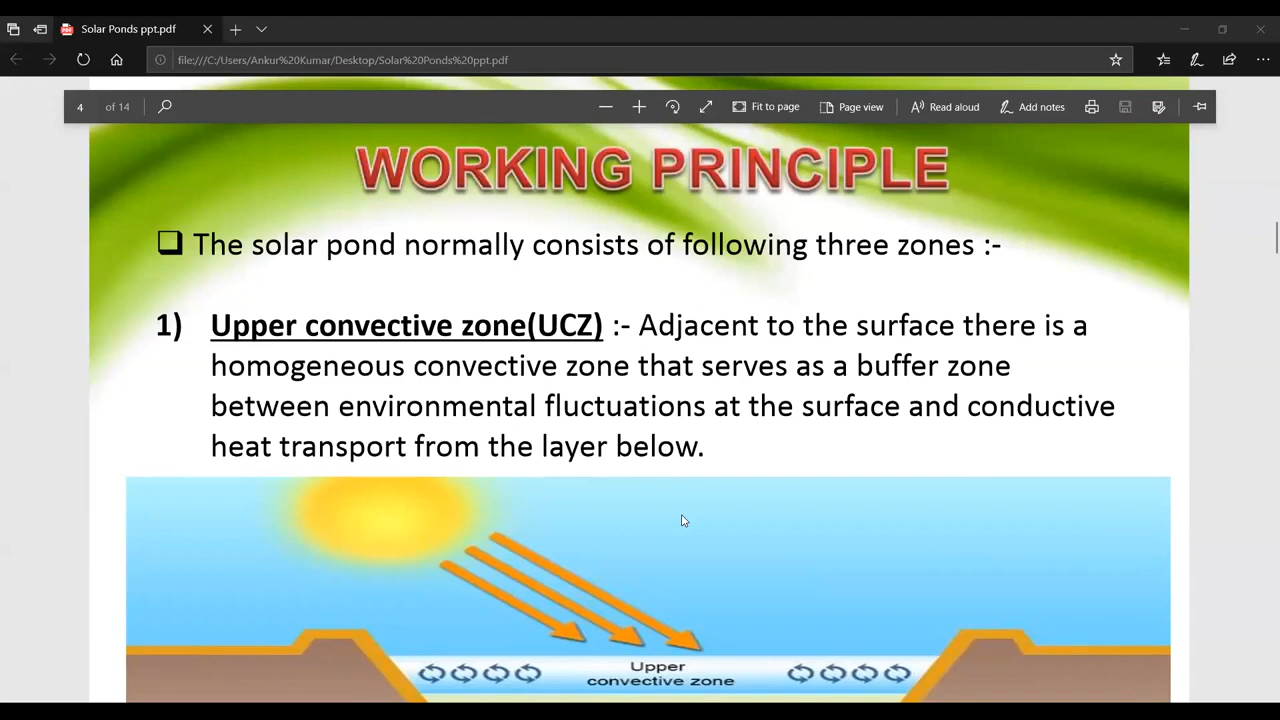 Solar Ponds ppt.pdf
file:///C:/Users/Ankur%20Kumar/Desktop/Solar%20Ponds%20ppt.pdf
4 of 14 Fit to page Page view Read aloud Add notes
WORKING PRINCIPLE
The solar pond normally consists of following three zones :-
1) Upper convective zone(UCZ) :- Adjacent to the surface there is a
homogeneous convective zone that serves as a buffer zone
between environmental fluctuations at the surface and conductive
heat transport from the layer below.
Upper
convective zone